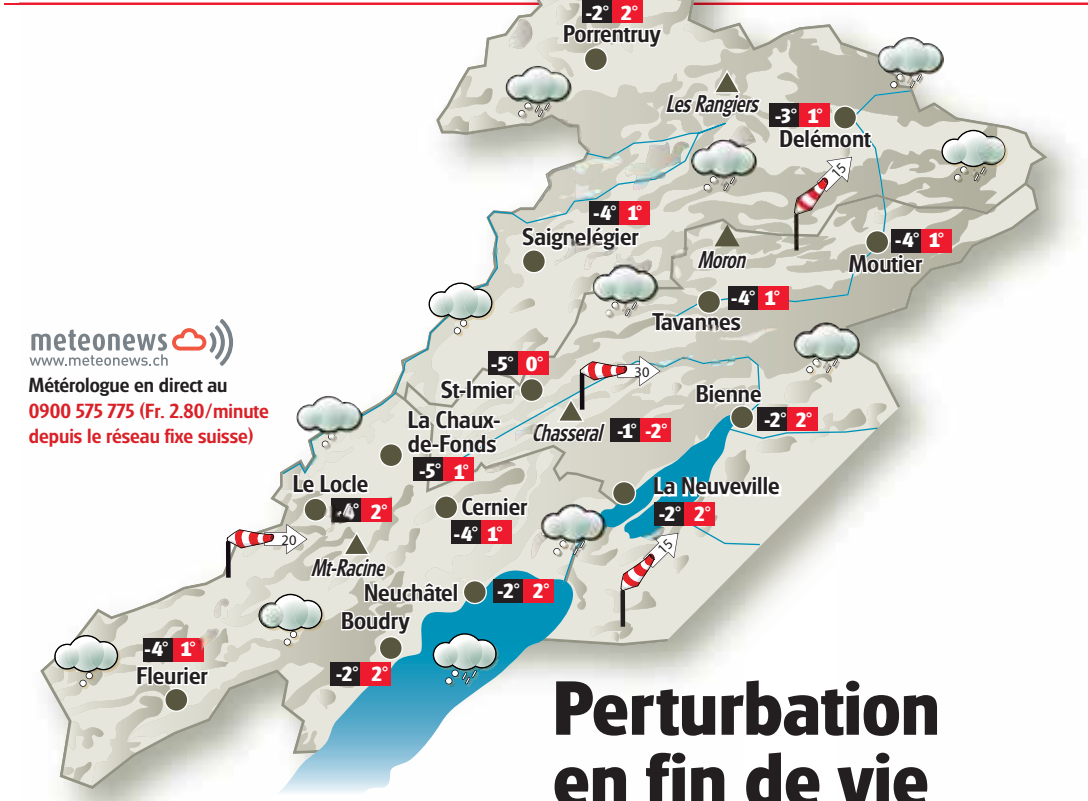 -2° 2°
Porrentruy
Les Rangiers
-3° 1°
Delémont
15
-4° 1°
Saignelégier
Moron
-4° 1°
Moutier
-4° 1°
Tavannes
meteonews
www.meteonews.ch
Météorologue en direct au
0900 575 775 (Fr. 2.80/minute
depuis le réseau fixe suisse)
-5° 0°
St-Imier
30
Bienne
-2° 2°
Chasseral -1° -2°
La Chaux-
de-Fonds
-5° 1°
Le Locle
-4° 2°
Cernier
-4° 1°
La Neuveville
-2° 2°
20
Mt-Racine
15
Neuchâtel -2° 2°
Boudry
-2° 2°
-4° 1°
Fleurier
Perturbation
en fin de vie